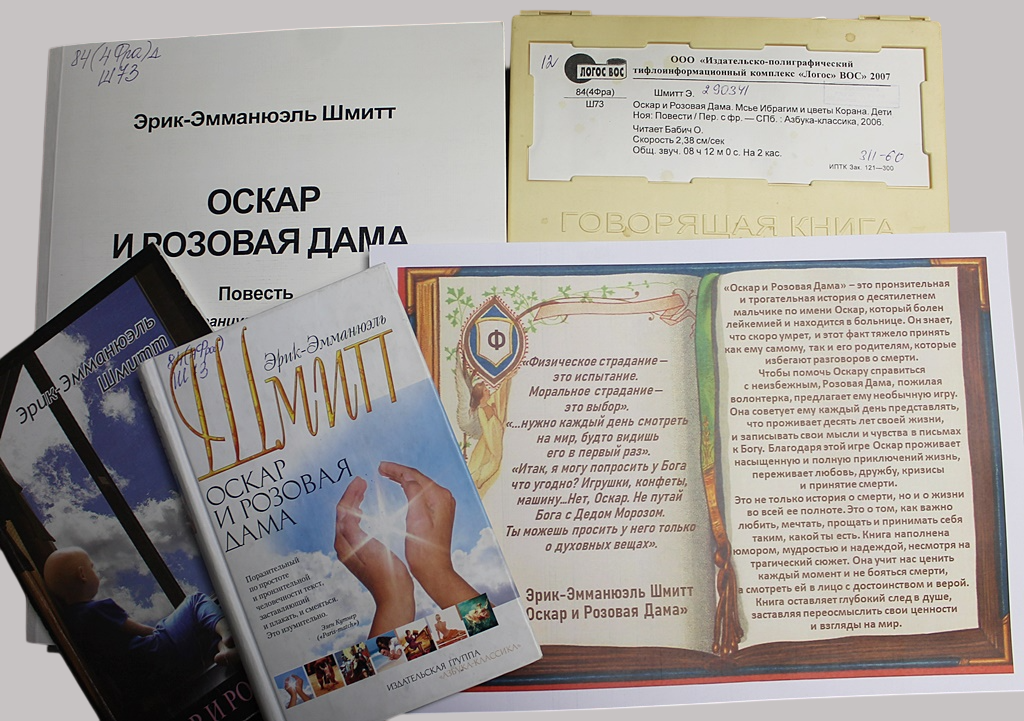 84(4Фра)д
Ш73
Эрик-Эмманюэль Шмитт
ОСКАР
И РОЗОВАЯ ДАМА
Повесть
12
ЛОГОС ВОС
ООО «Издательско-полиграфический
тифлоинформационный комплекс «Логос» ВОС» 2007
84(4Фра)
Ш73
Шмитт Э. 290341
Оскар и Розовая Дама. Мсье Ибрагим и цветы Корана. Дети
Ноя: Повести / Пер. с фр. — СПб. : Азбука-классика, 2006.
Читает Бабич О.
Скорость 2,38 см/сек
Общ. звуч. 08 ч 12 м 0 с. На 2 кас.
3/1-60
ИПТК Зак. 121—300
ГОВОРЯЩАЯ КНИГА
Эрик-Эмманюэль
Шмитт
84(4Фра)
Ш73
Эрик-Эмманюэль
Шмитт
ОСКАР
И РОЗОВАЯ
ДАМА
Поразительный
по простоте
и пронзительной
человечности текст,
заставляющий
и плакать, и смеяться.
Это изумительно.
(«Paris-match»)
ИЗДАТЕЛЬСКАЯ ГРУППА
«АЗБУКА-КЛАССИКА»
Ф
«Физическое страдание –
это испытание.
Моральное страдание –
это выбор».
«...нужно каждый день смотреть
на мир, будто видишь
его в первый раз».
«Итак, я могу попросить у Бога
что угодно? Игрушки, конфеты,
машину...Нет, Оскар. Не путай
Бога с Дедом Морозом.
Ты можешь просить у него только
о духовных вещах».
Эрик-Эмманюэль Шмитт
Оскар и Розовая Дама»
«Оскар и Розовая Дама» – это пронзительная
и трогательная история о десятилетнем
мальчике по имени Оскар, который болен
лейкемией и находится в больнице. Он знает,
что скоро умрет, и этот факт тяжело принять
как ему самому, так и его родителям, которые
избегают разговоров о смерти.
Чтобы помочь Оскару справиться
с неизбежным, Розовая Дама, пожилая
волонтерка, предлагает ему необычную игру.
Она советует ему каждый день представлять,
что проживает десять лет своей жизни,
и записывать свои мысли и чувства в письмах
к Богу. Благодаря этой игре Оскар проживает
насыщенную и полную приключений жизнь,
переживает любовь, дружбу, кризисы
и принятие смерти.
Это не только история о смерти, но и о жизни
во всей ее полноте. Это о том, как важно
любить, мечтать, прощать и принимать себя
таким, какой ты есть. Книга наполнена
юмором, мудростью и надеждой, несмотря на
трагический сюжет. Она учит нас ценить
каждый момент и не бояться смерти,
а смотреть ей в лицо с достоинством и верой.
Книга оставляет глубокий след в душе,
заставляя переосмыслить свои ценности
и взгляды на мир.